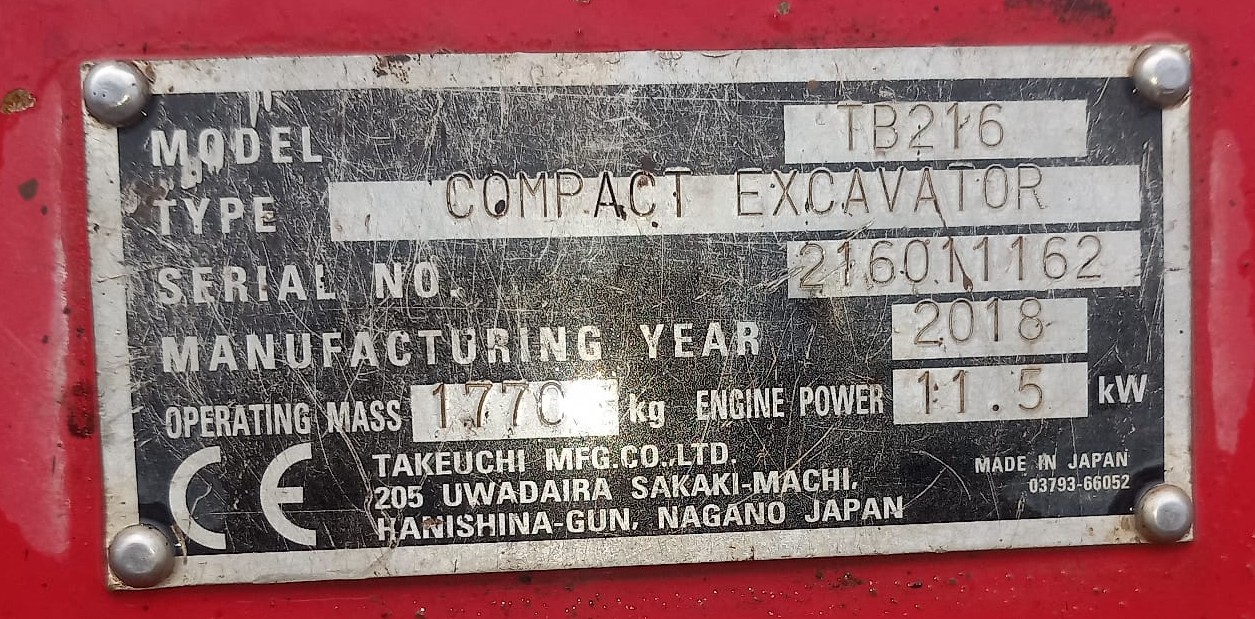 MODEL TB216
TYPE COMPACT EXCAVATOR
SERIAL NO. 216011162
MANUFACTURING YEAR 2018
OPERATING MASS 1770 kg ENGINE POWER 11.5 kW
CE TAKEUCHI MFG.CO.,LTD.
205 UWADAIRA SAKAKI-MACHI,
HANISHINA-GUN, NAGANO JAPAN
MADE IN JAPAN
03793-66052